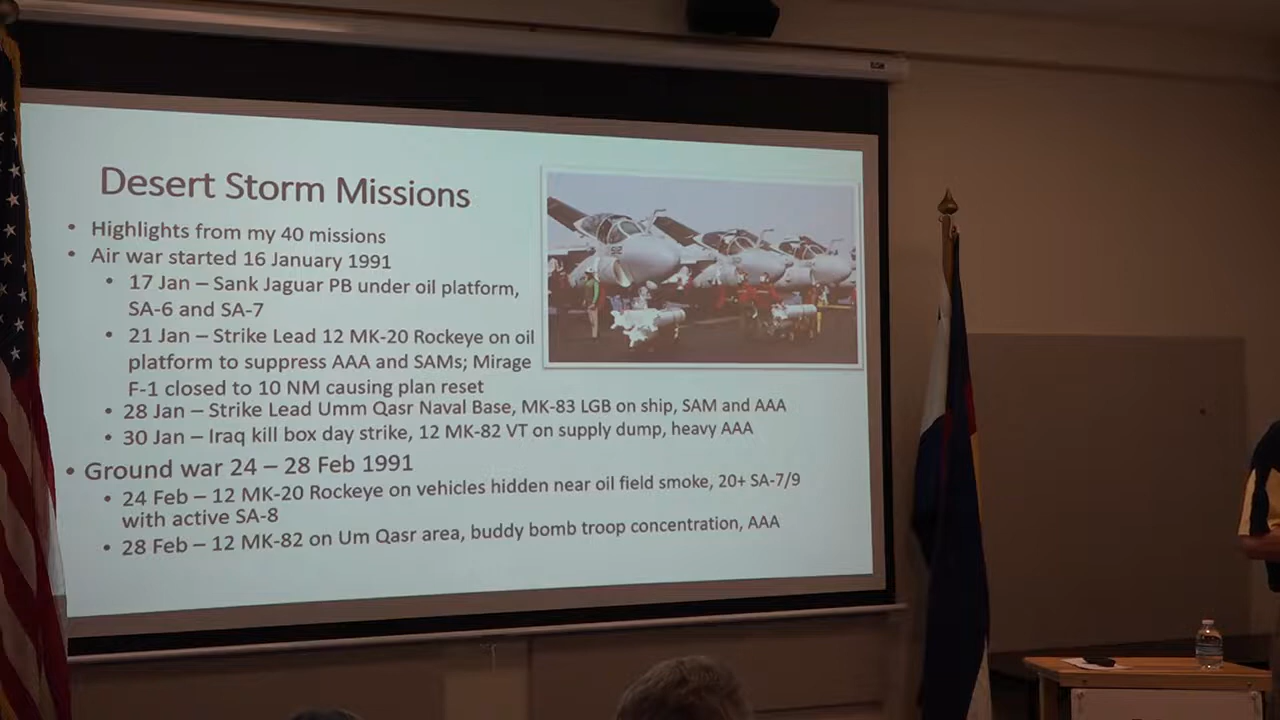 Desert Storm Missions
• Highlights from my 40 missions
• Air war started 16 January 1991
• 17 Jan – Sank Jaguar PB under oil platform,
SA-6 and SA-7
• 21 Jan – Strike Lead 12 MK-20 Rockeye on oil
platform to suppress AAA and SAMs; Mirage
F-1 closed to 10 NM causing plan reset
• 28 Jan – Strike Lead Umm Qasr Naval Base, MK-83 LGB on ship, SAM and AAA
• 30 Jan – Iraq kill box day strike, 12 MK-82 VT on supply dump, heavy AAA
• Ground war 24 – 28 Feb 1991
• 24 Feb – 12 MK-20 Rockeye on vehicles hidden near oil field smoke, 20+ SA-7/9
with active SA-8
• 28 Feb – 12 MK-82 on Um Qasr area, buddy bomb troop concentration, AAA